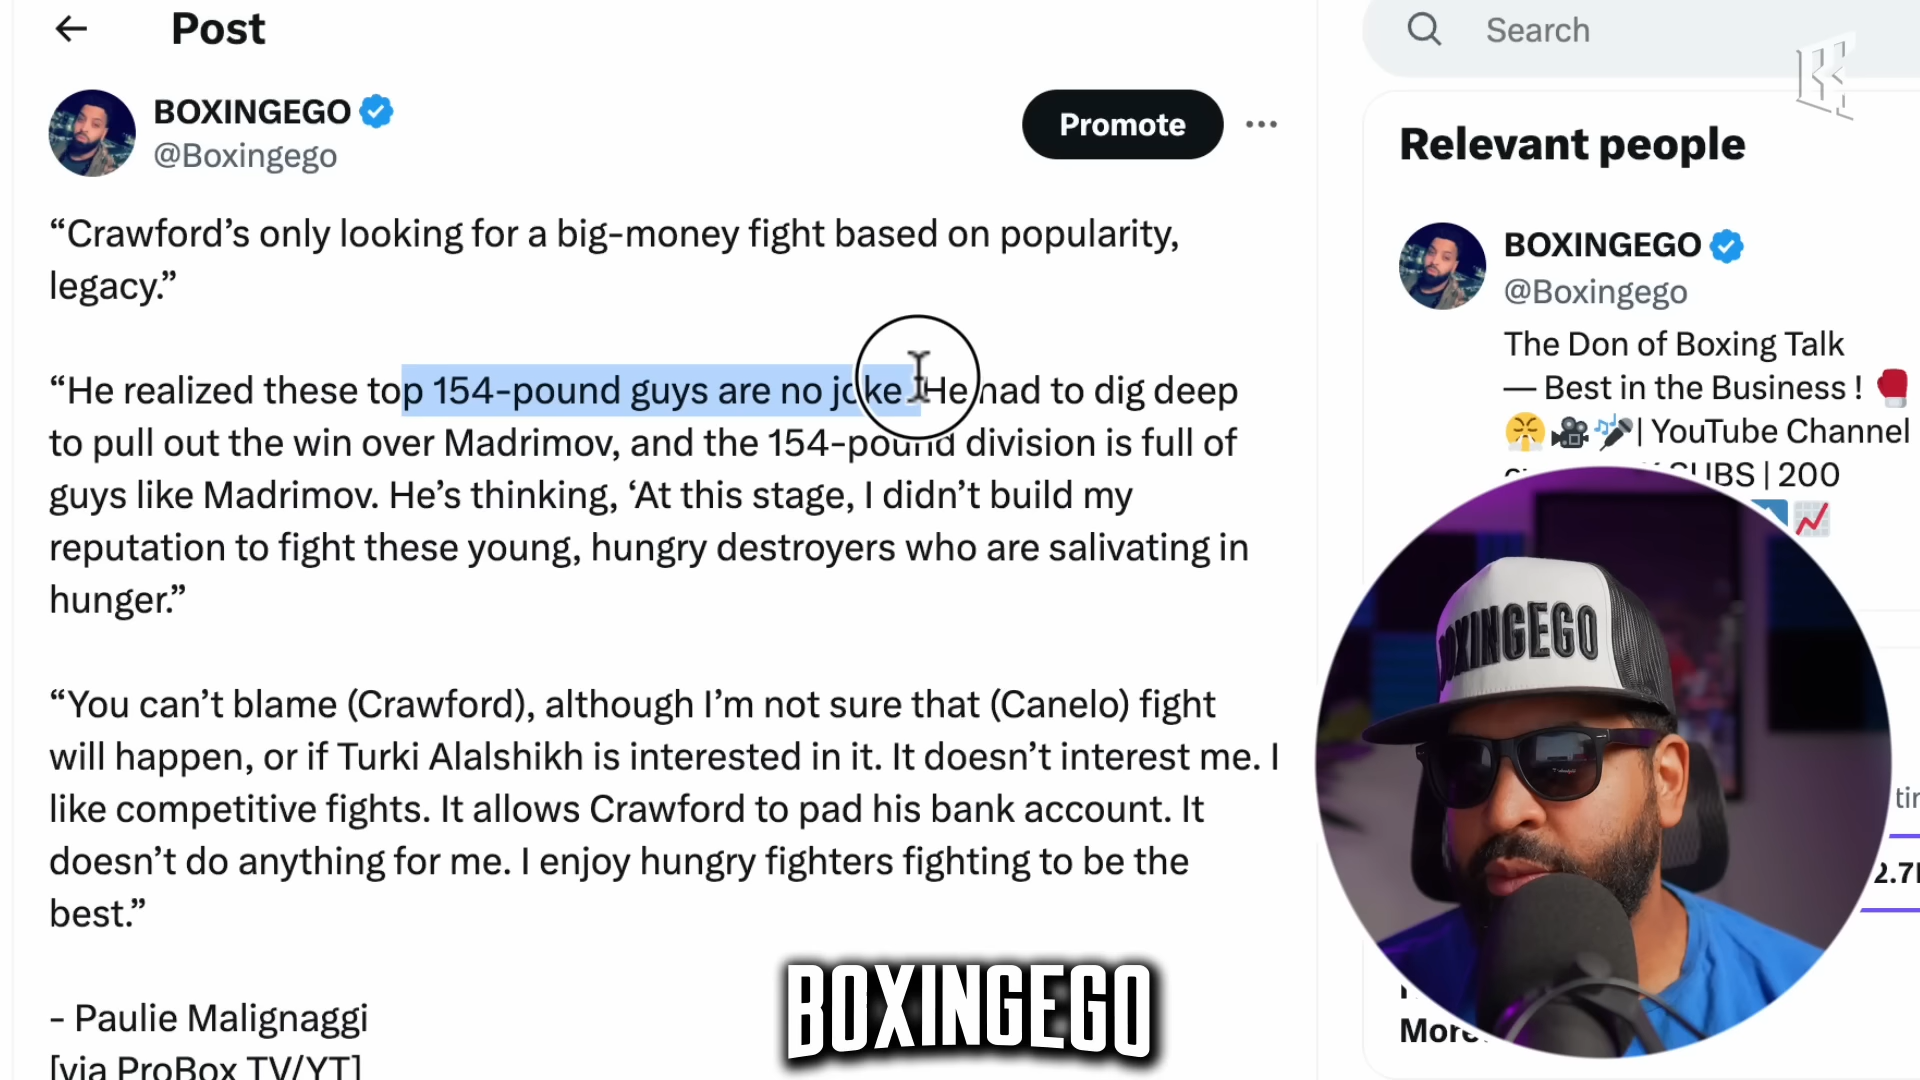 Post
Search
BOXINGEGO
@Boxingego
Promote
Relevant people
BOXINGEGO
@Boxingego
The Don of Boxing Talk
— Best in the Business ! 🥊
😤🎥🎶🎤| YouTube Channel
SUBS | 200
📈
“Crawford’s only looking for a big-money fight based on popularity,
legacy.”
“He realized these top 154-pound guys are no joke. He had to dig deep
to pull out the win over Madrimov, and the 154-pound division is full of
guys like Madrimov. He’s thinking, ‘At this stage, I didn’t build my
reputation to fight these young, hungry destroyers who are salivating in
hunger.”
“You can’t blame (Crawford), although I’m not sure that (Canelo) fight
will happen, or if Turki Alalshikh is interested in it. It doesn’t interest me. I
like competitive fights. It allows Crawford to pad his bank account. It
doesn’t do anything for me. I enjoy hungry fighters fighting to be the
best.”
- Paulie Malignaggi
[via ProBox TV/YT]
BOXINGEGO
2.7
More
BOXINGEGO